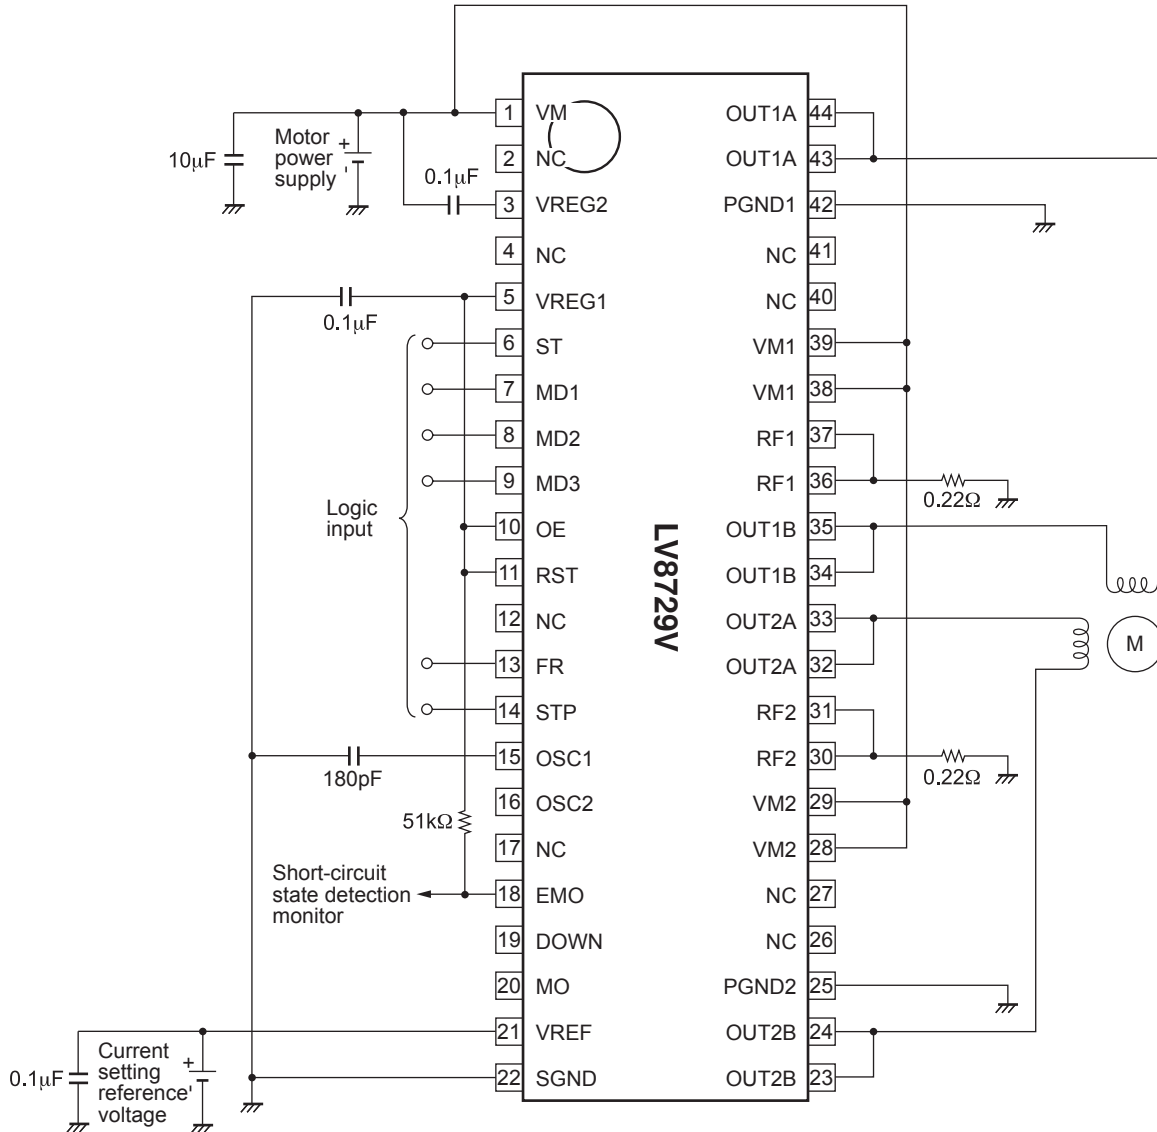 1 VM
2 NC
3 VREG2
4 NC
5 VREG1
6 ST
7 MD1
8 MD2
9 MD3
10 OE
11 RST
12 NC
13 FR
14 STP
15 OSC1
16 OSC2
17 NC
18 EMO
19 DOWN
20 MO
21 VREF
22 SGND
OUT1A 44
OUT1A 43
PGND1 42
NC 41
NC 40
VM1 39
VM1 38
RF1 37
RF1 36
OUT1B 35
OUT1B 34
OUT2A 33
OUT2A 32
RF2 31
RF2 30
VM2 29
VM2 28
NC 27
NC 26
PGND2 25
OUT2B 24
OUT2B 23
LV8729V
10µF
Motor
power
supply
+
-
0.1µF
0.1µF
Logic
input
180pF
51kΩ
Short-circuit
state detection
monitor
0.1µF
Current
setting
reference
voltage
+
-
0.22Ω
0.22Ω
M